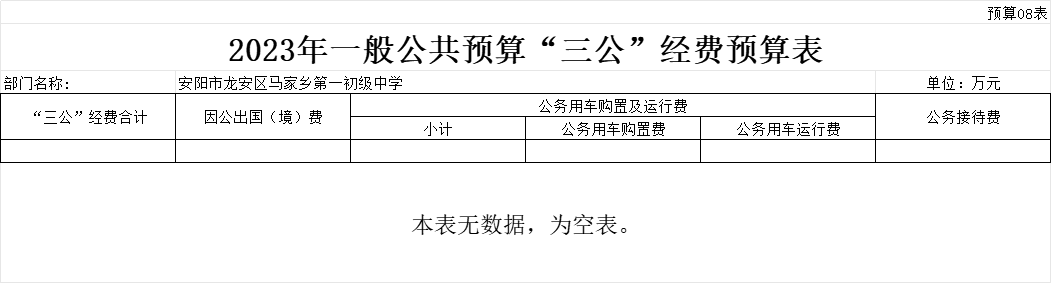 预算08表
2023年一般公共预算“三公”经费预算表
部门名称: 安阳市龙安区马家乡第一初级中学 单位：万元
“三公”经费合计 因公出国（境）费 公务用车购置及运行费 公务接待费
小计 公务用车购置费 公务用车运行费
本表无数据，为空表。